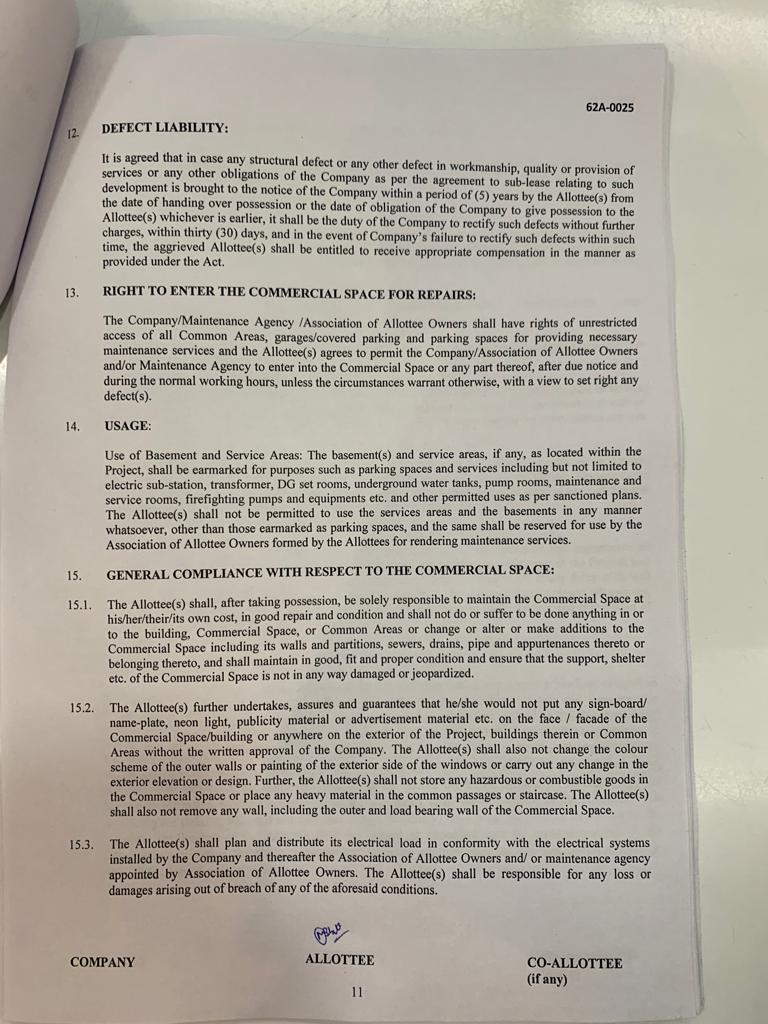 62A-0025
12. DEFECT LIABILITY:
It is agreed that in case any structural defect or any other defect in workmanship, quality or provision of
services or any other obligations of the Company as per the agreement to sub-lease relating to such
development is brought to the notice of the Company within a period of (5) years by the Allottee(s) from
the date of handing over possession or the date of obligation of the Company to give possession to the
Allottee(s) whichever is earlier, it shall be the duty of the Company to rectify such defects without further
charges, within thirty (30) days, and in the event of Company's failure to rectify such defects within such
time, the aggrieved Allottee(s) shall be entitled to receive appropriate compensation in the manner as
provided under the Act.
13. RIGHT TO ENTER THE COMMERCIAL SPACE FOR REPAIRS:
The Company/Maintenance Agency /Association of Allottee Owners shall have rights of unrestricted
access of all Common Areas, garages/covered parking and parking spaces for providing necessary
maintenance services and the Allottee(s) agrees to permit the Company/Association of Allottee Owners
and/or Maintenance Agency to enter into the Commercial Space or any part thereof, after due notice and
during the normal working hours, unless the circumstances warrant otherwise, with a view to set right any
defect(s).
14. USAGE:
Use of Basement and Service Areas: The basement(s) and service areas, if any, as located within the
Project, shall be earmarked for purposes such as parking spaces and services including but not limited to
electric sub-station, transformer, DG set rooms, underground water tanks, pump rooms, maintenance and
service rooms, firefighting pumps and equipments etc. and other permitted uses as per sanctioned plans.
The Allottee(s) shall not be permitted to use the services areas and the basements in any manner
whatsoever, other than those earmarked as parking spaces, and the same shall be reserved for use by the
Association of Allottee Owners formed by the Allottees for rendering maintenance services.
15. GENERAL COMPLIANCE WITH RESPECT TO THE COMMERCIAL SPACE:
15.1. The Allottee(s) shall, after taking possession, be solely responsible to maintain the Commercial Space at
his/her/their/its own cost, in good repair and condition and shall not do or suffer to be done anything in or
to the building, Commercial Space, or Common Areas or change or alter or make additions to the
Commercial Space including its walls and partitions, sewers, drains, pipe and appurtenances thereto or
belonging thereto, and shall maintain in good, fit and proper condition and ensure that the support, shelter
etc. of the Commercial Space is not in any way damaged or jeopardized.
15.2. The Allottee(s) further undertakes, assures and guarantees that he/she would not put any sign-board/
name-plate, neon light, publicity material or advertisement material etc. on the face / facade of the
Commercial Space/building or anywhere on the exterior of the Project, buildings therein or Common
Areas without the written approval of the Company. The Allottee(s) shall also not change the colour
scheme of the outer walls or painting of the exterior side of the windows or carry out any change in the
exterior elevation or design. Further, the Allottee(s) shall not store any hazardous or combustible goods in
the Commercial Space or place any heavy material in the common passages or staircase. The Allottee(s)
shall also not remove any wall, including the outer and load bearing wall of the Commercial Space.
15.3. The Allottee(s) shall plan and distribute its electrical load in conformity with the electrical systems
installed by the Company and thereafter the Association of Allottee Owners and/ or maintenance agency
appointed by Association of Allottee Owners. The Allottee(s) shall be responsible for any loss or
damages arising out of breach of any of the aforesaid conditions.
COMPANY ALLOTTEE CO-ALLOTTEE
(if any)
11